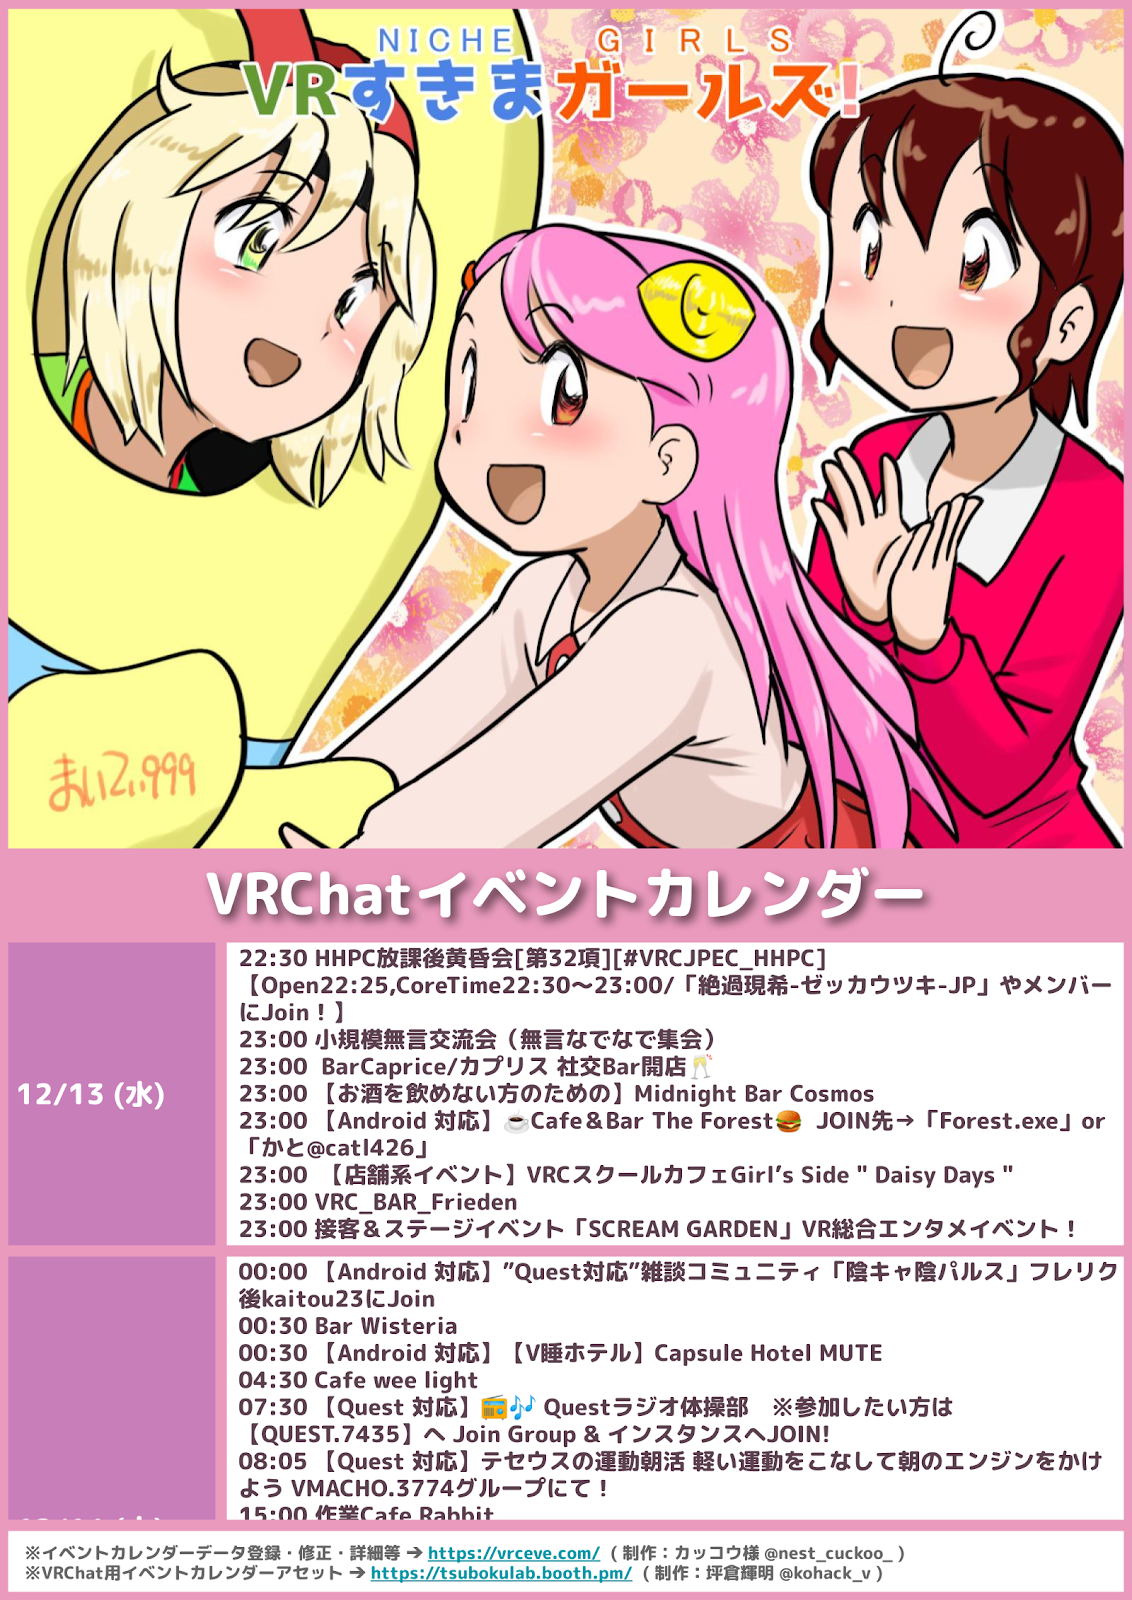 NICHE GIRLS
VRすきまガールズ!
まいてぃ999
VRChatイベントカレンダー
12/13 (水)
22:30 HHPC放課後黄昏会[第32項][#VRCJPEC_HHPC]
【Open22:25,CoreTime22:30～23:00/「絶過現希-ゼッカウツキ-JP」やメンバー
にJoin！】
23:00 小規模無言交流会（無言なでなで集会）
23:00 BarCaprice/カプリス 社交Bar開店🥂
23:00 【お酒を飲めない方のための】Midnight Bar Cosmos
23:00 【Android 対応】☕Cafe＆Bar The Forest🍔 JOIN先→「Forest.exe」or
「かと@catl426」
23:00 【店舗系イベント】VRCスクールカフェGirl’s Side " Daisy Days "
23:00 VRC_BAR_Frieden
23:00 接客＆ステージイベント「SCREAM GARDEN」VR総合エンタメイベント！
00:00 【Android 対応】”Quest対応”雑談コミュニティ「陰キャ陰パルス」フレリク
後kaitou23にJoin
00:30 Bar Wisteria
00:30 【Android 対応】【V睡ホテル】Capsule Hotel MUTE
04:30 Cafe wee light
07:30 【Quest 対応】📻🎶 Questラジオ体操部　※参加したい方は
【QUEST.7435】へ Join Group & インスタンスへJOIN!
08:05 【Quest 対応】テセウスの運動朝活 軽い運動をこなして朝のエンジンをかけ
よう VMACHO.3774グループにて！
15:00 作業Cafe Rabbit
※イベントカレンダーデータ登録・修正・詳細等 ➔ https://vrceve.com/ ( 制作：カッコウ様 @nest_cuckoo_ )
※VRChat用イベントカレンダーアセット ➔ https://tsubokulab.booth.pm/ ( 制作：坪倉輝明 @kohack_v )